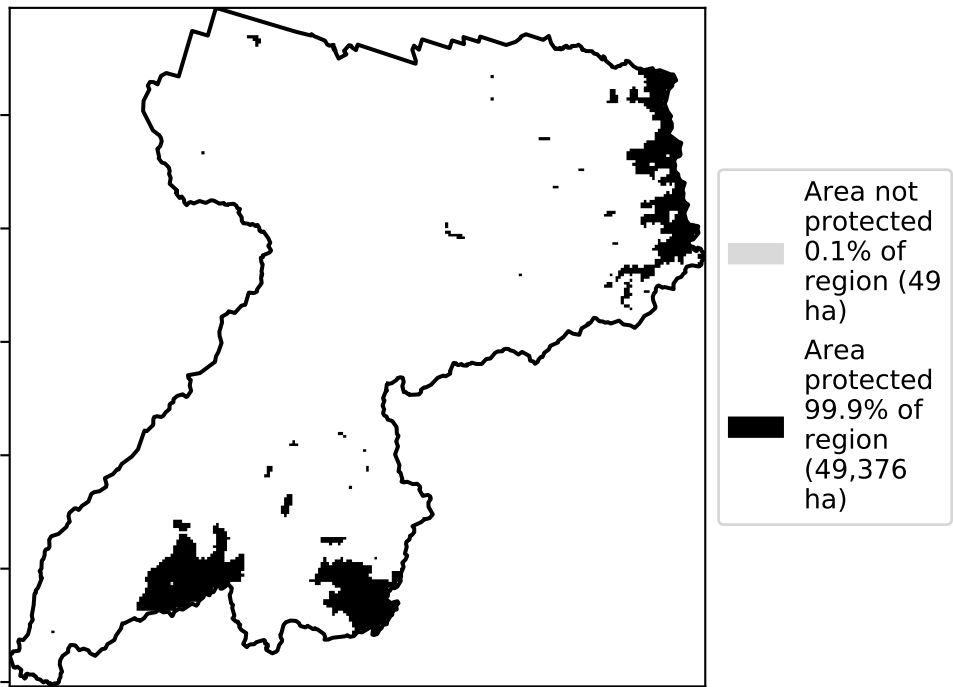 Area not
protected
0.1% of
region (49
ha)
Area
protected
99.9% of
region
(49,376
ha)